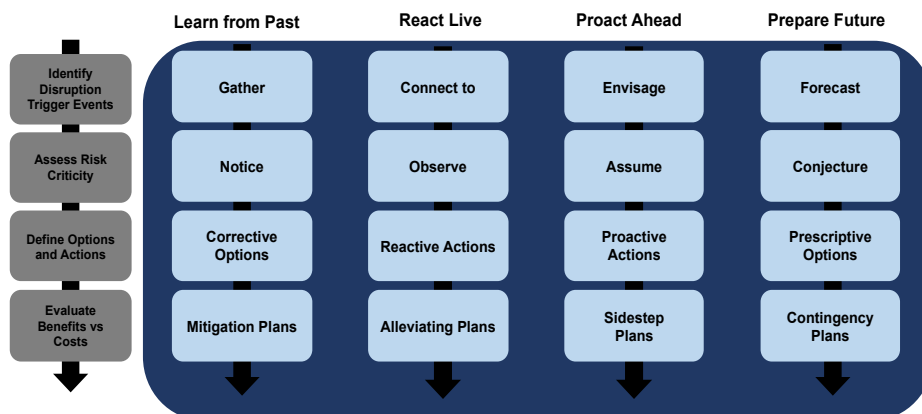 Learn from Past
React Live
Proact Ahead
Prepare Future
Identify
Disruption
Trigger Events
Gather
Connect to
Envisage
Forecast
Assess Risk
Criticity
Notice
Observe
Assume
Conjecture
Define Options
and Actions
Corrective
Options
Reactive Actions
Proactive
Actions
Prescriptive
Options
Evaluate
Benefits vs
Costs
Mitigation Plans
Alleviating Plans
Sidestep
Plans
Contingency
Plans